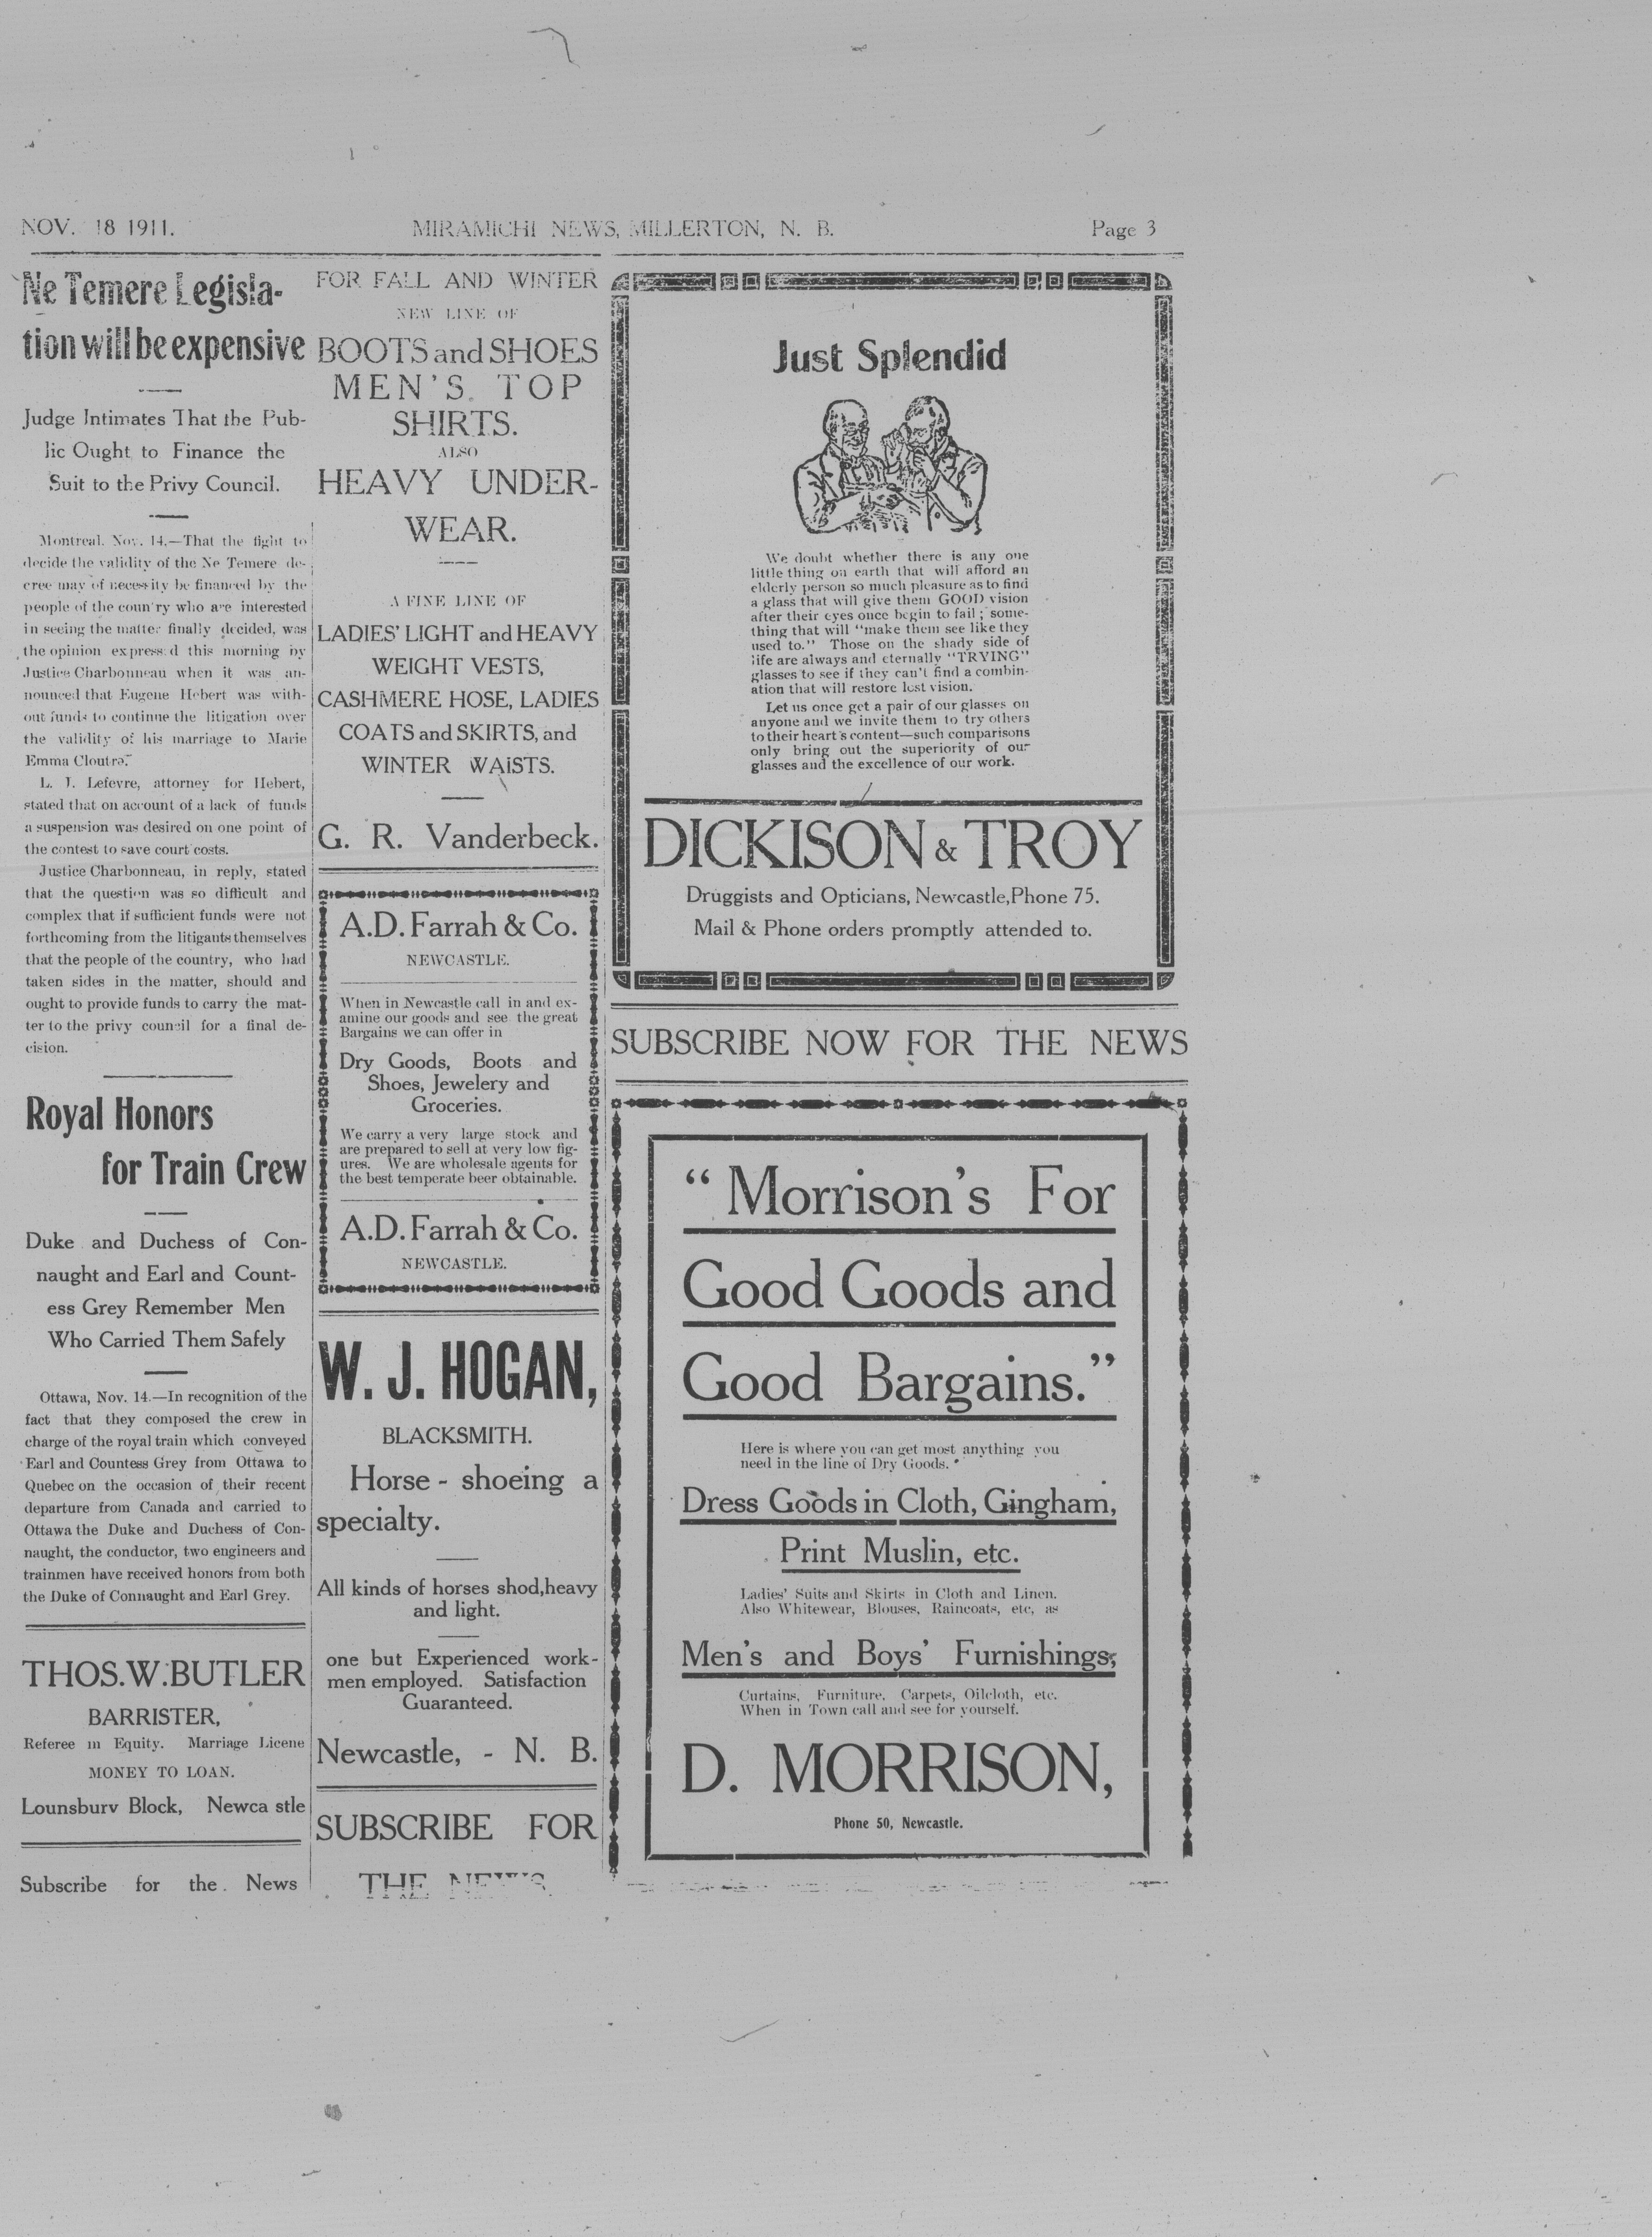 NOV. 18 1911.
MIRAMICHI NEWS, MILLERTON, N. B.
Page 3
Ne Temere Legisla-
tion will be expensive
Judge Intimates That the Pub-
lic Ought to Finance the
Suit to the Privy Council.
Montreal. Nov. 14.—That the fight to
decide the validity of the Ne Temere de-
cree may of necessity be financed by the
people of the country who are interested
in seeing the matter finally decided, was
the opinion expressed this morning by
Justice Charbonneau when it was an-
nounced that Eugene Hebert was with-
out funds to continue the litigation over
the validity of his marriage to Marie
Emma Cloutre.
L. J. Lefevre, attorney for Hebert,
stated that on account of a lack of funds
a suspension was desired on one point of
the contest to save court costs.
Justice Charbonneau, in reply, stated
that the question was so difficult and
complex that if sufficient funds were not
forthcoming from the litigants themselves
that the people of the country, who had
taken sides in the matter, should and
ought to provide funds to carry the mat-
ter to the privy council for a final de-
cision.
Royal Honors
for Train Crew
Duke and Duchess of Con-
naught and Earl and Count-
ess Grey Remember Men
Who Carried Them Safely
Ottawa, Nov. 14.—In recognition of the
fact that they composed the crew in
charge of the royal train which conveyed
Earl and Countess Grey from Ottawa to
Quebec on the occasion of their recent
departure from Canada and carried to
Ottawa the Duke and Duchess of Con-
naught, the conductor, two engineers and
trainmen have received honors from both
the Duke of Connaught and Earl Grey.
THOS. W. BUTLER
BARRISTER,
Referee in Equity. Marriage Licene
MONEY TO LOAN.
Lounsbury Block, Newca stle
Subscribe for the News
FOR FALL AND WINTER
NEW LINE OF
BOOTS and SHOES
MEN'S TOP
SHIRTS.
ALSO
HEAVY UNDER-
WEAR.
A FINE LINE OF
LADIES' LIGHT and HEAVY
WEIGHT VESTS,
CASHMERE HOSE, LADIES
COATS and SKIRTS, and
WINTER WAISTS.
G. R. Vanderbeck.
A.D. Farrah & Co.
NEWCASTLE.
When in Newcastle call in and ex-
amine our goods and see the great
Bargains we can offer in
Dry Goods, Boots and
Shoes, Jewelery and
Groceries.
We carry a very large stock and
are prepared to sell at very low fig-
ures. We are wholesale agents for
the best temperate beer obtainable.
A.D. Farrah & Co.
NEWCASTLE.
W. J. HOGAN,
BLACKSMITH.
Horse - shoeing a
specialty.
All kinds of horses shod,heavy
and light.
one but Experienced work-
men employed. Satisfaction
Guaranteed.
Newcastle, - N. B.
SUBSCRIBE FOR
THE NEWS
Just Splendid
We doubt whether there is any one
little thing on earth that will afford an
elderly person so much pleasure as to find
a glass that will give them GOOD vision
after their eyes once begin to fail; some-
thing that will "make them see like they
used to." Those on the shady side of
life are always and eternally "TRYING"
glasses to see if they can't find a combin-
ation that will restore lost vision.
Let us once get a pair of our glasses on
anyone and we invite them to try others
to their heart's content—such comparisons
only bring out the superiority of our
glasses and the excellence of our work.
DICKISON & TROY
Druggists and Opticians, Newcastle,Phone 75.
Mail & Phone orders promptly attended to.
SUBSCRIBE NOW FOR THE NEWS
"Morrison's For
Good Goods and
Good Bargains."
Here is where you can get most anything you
need in the line of Dry Goods.
Dress Goods in Cloth, Gingham,
Print Muslin, etc.
Ladies' Suits and Skirts in Cloth and Linen.
Also Whitewear, Blouses, Raincoats, etc, as
Men's and Boys' Furnishings,
Curtains, Furniture, Carpets, Oilcloth, etc.
When in Town call and see for yourself.
D. MORRISON,
Phone 50, Newcastle.